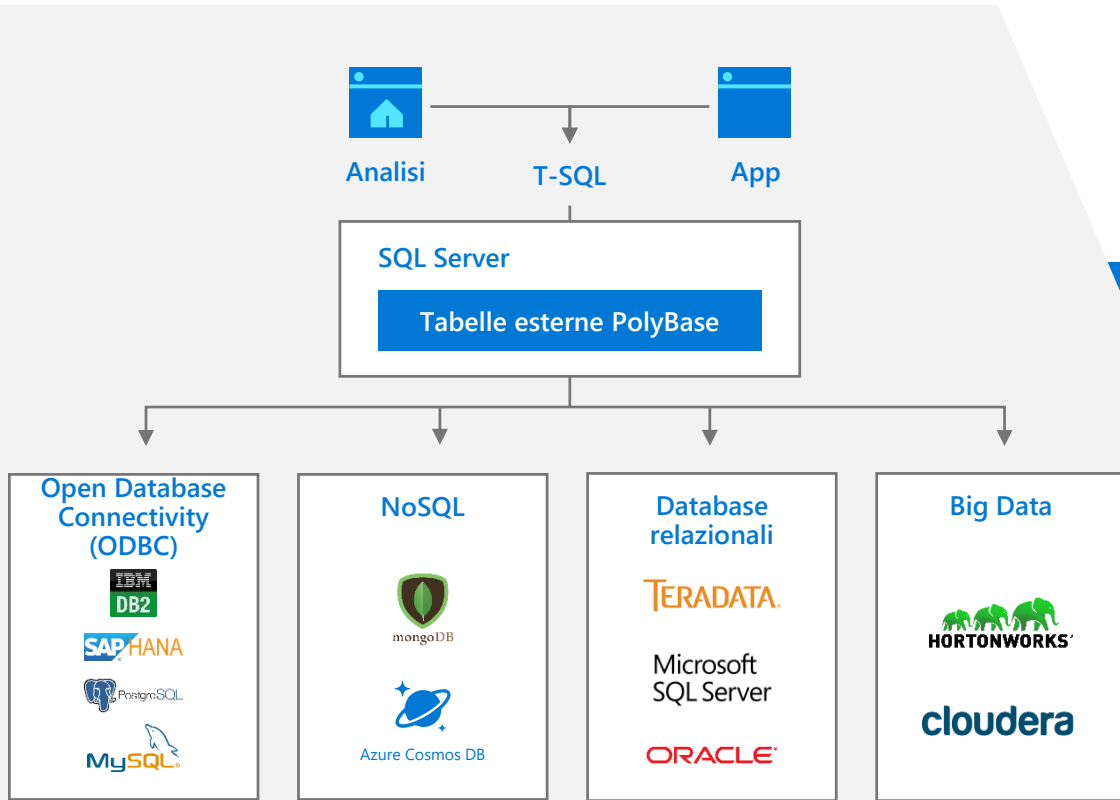 Analisi
T-SQL
App
SQL Server
Tabelle esterne PolyBase
Open Database
Connectivity
(ODBC)
IBM
DB2
SAP HANA
PostgreSQL
MySQL
NoSQL
mongoDB
Azure Cosmos DB
Database
relazionali
TERADATA
Microsoft
SQL Server
ORACLE
Big Data
HORTONWORKS
cloudera